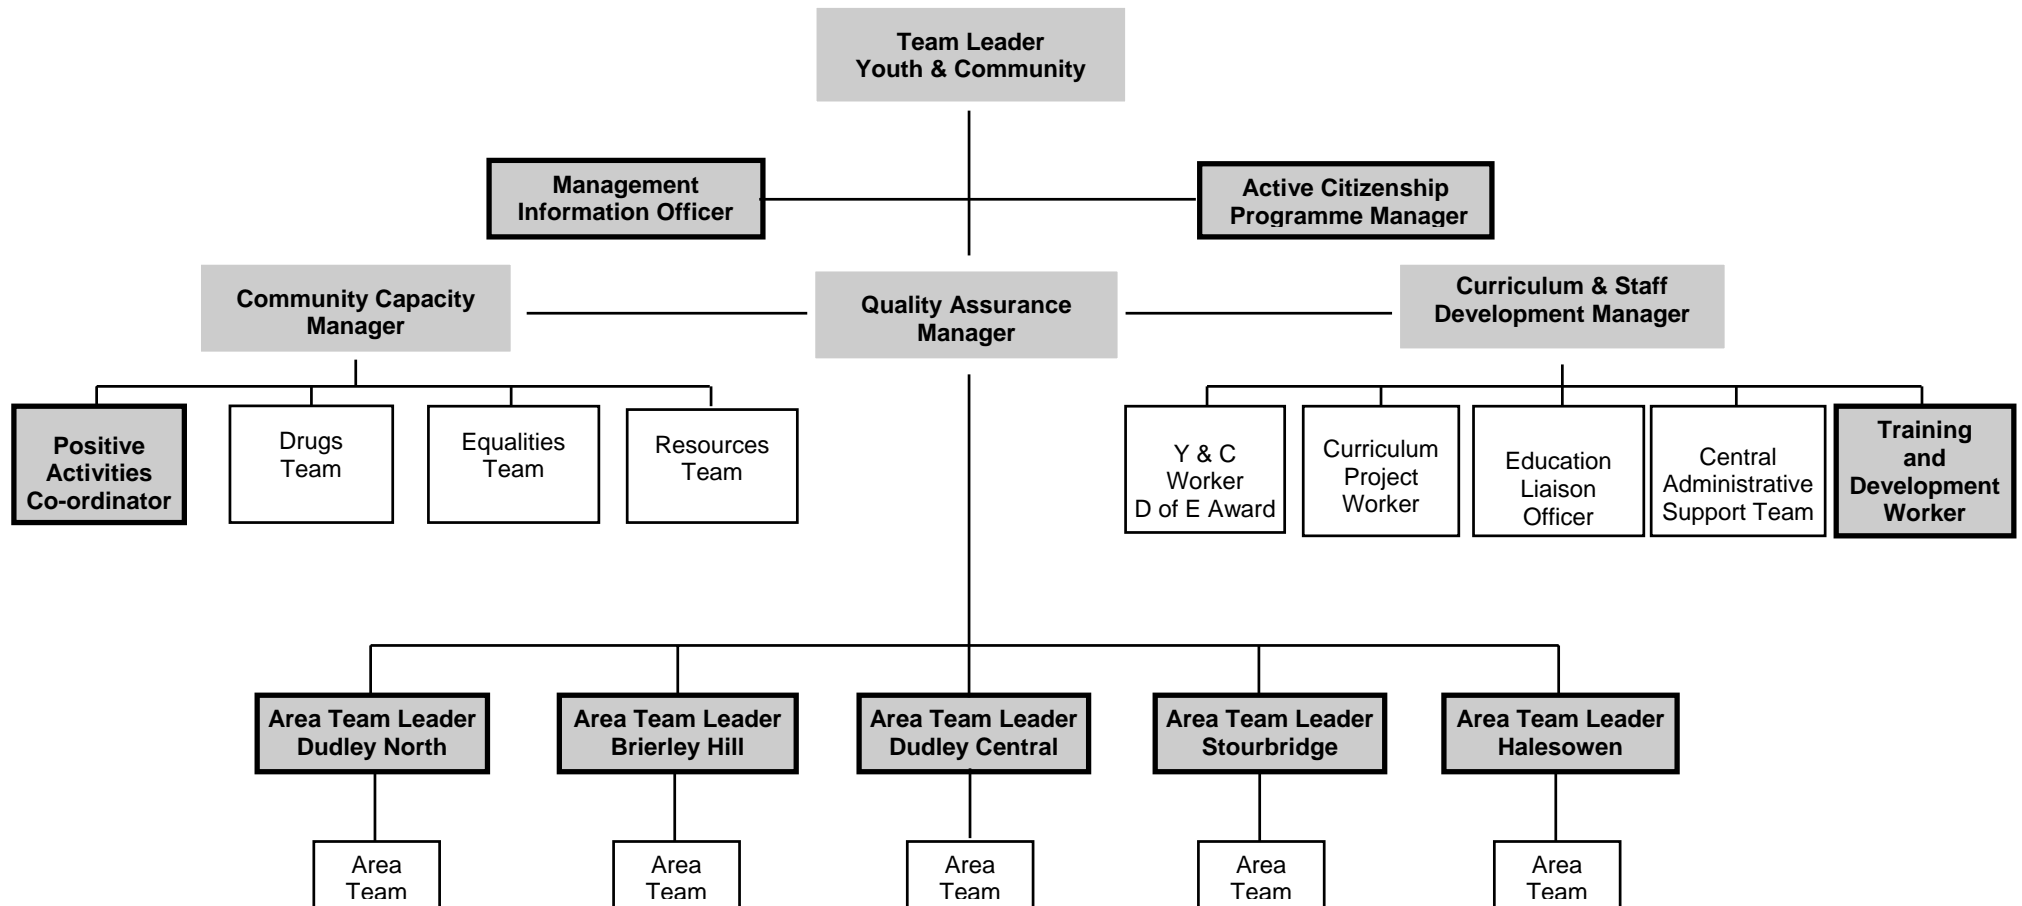 Team Leader
Youth & Community
Management
Information Officer
Active Citizenship
Programme Manager
Community Capacity
Manager
Quality Assurance
Manager
Curriculum & Staff
Development Manager
Positive
Activities
Co-ordinator
Drugs
Team
Equalities
Team
Resources
Team
Y & C
Worker
D of E Award
Curriculum
Project
Worker
Education
Liaison
Officer
Central
Administrative
Support Team
Training
and
Development
Worker
Area Team Leader
Dudley North
Area Team Leader
Brierley Hill
Area Team Leader
Dudley Central
Area Team Leader
Stourbridge
Area Team Leader
Halesowen
Area
Team
Area
Team
Area
Team
Area
Team
Area
Team